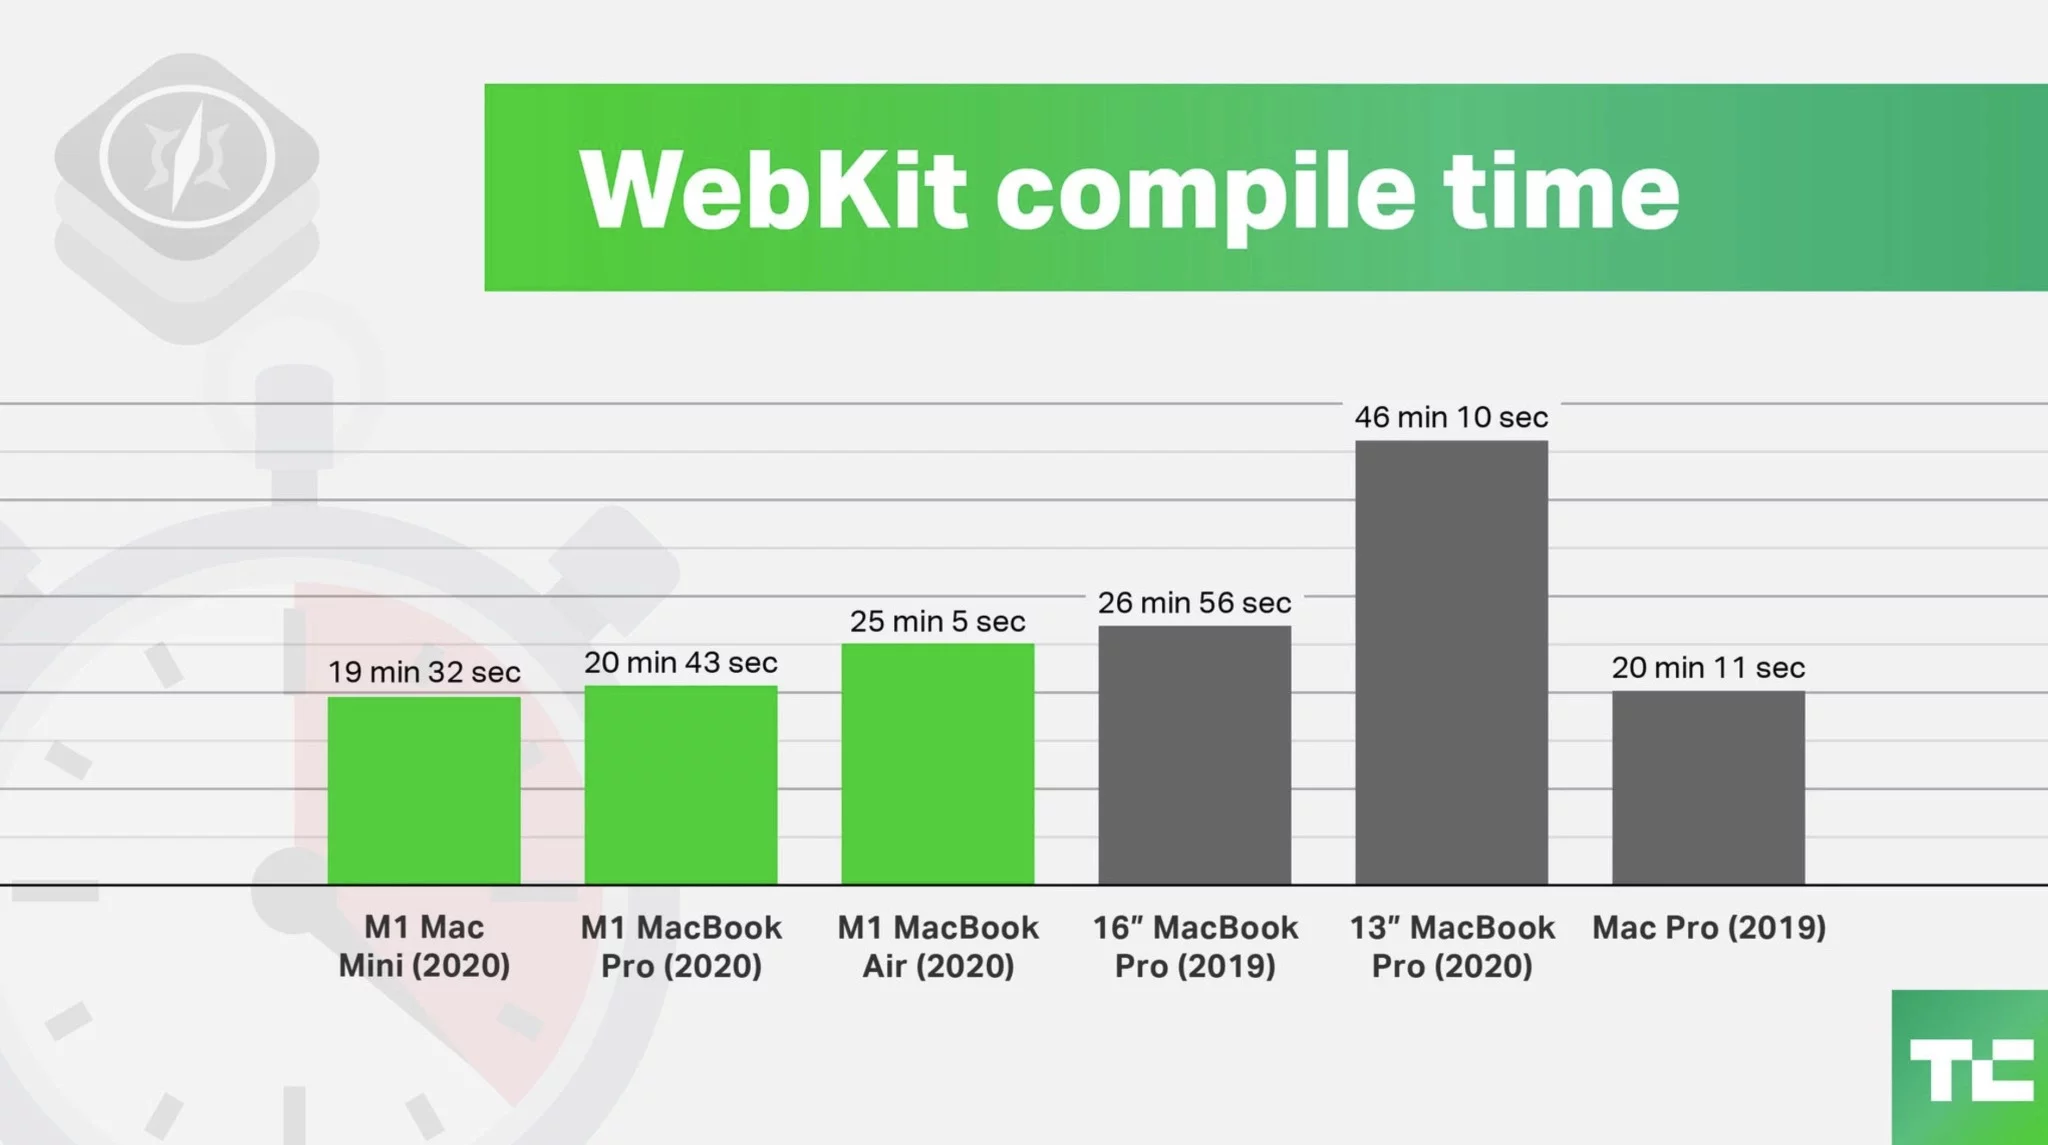 WebKit compile time
46 min 10 sec
26 min 56 sec
25 min 5 sec
20 min 11 sec
20 min 43 sec
19 min 32 sec
M1 Mac
Mini (2020)
M1 MacBook
Pro (2020)
M1 MacBook
Air (2020)
16″ MacBook
Pro (2019)
13″ MacBook
Pro (2020)
Mac Pro (2019)
TC